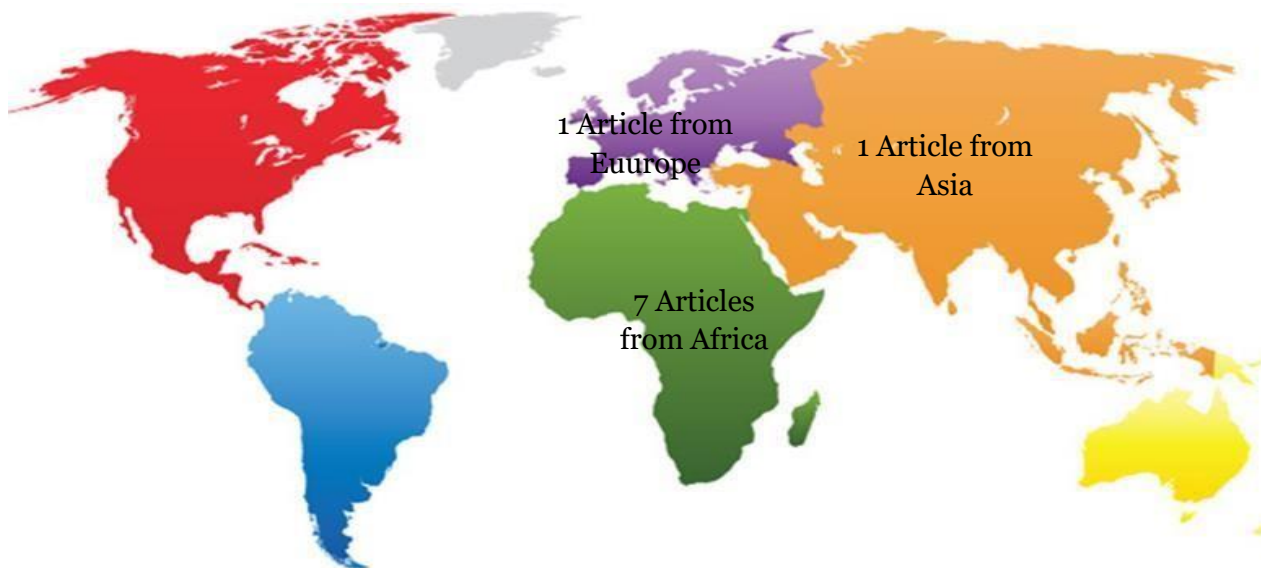 1 Article from
Euurope
1 Article from
Asia
7 Articles
from Africa